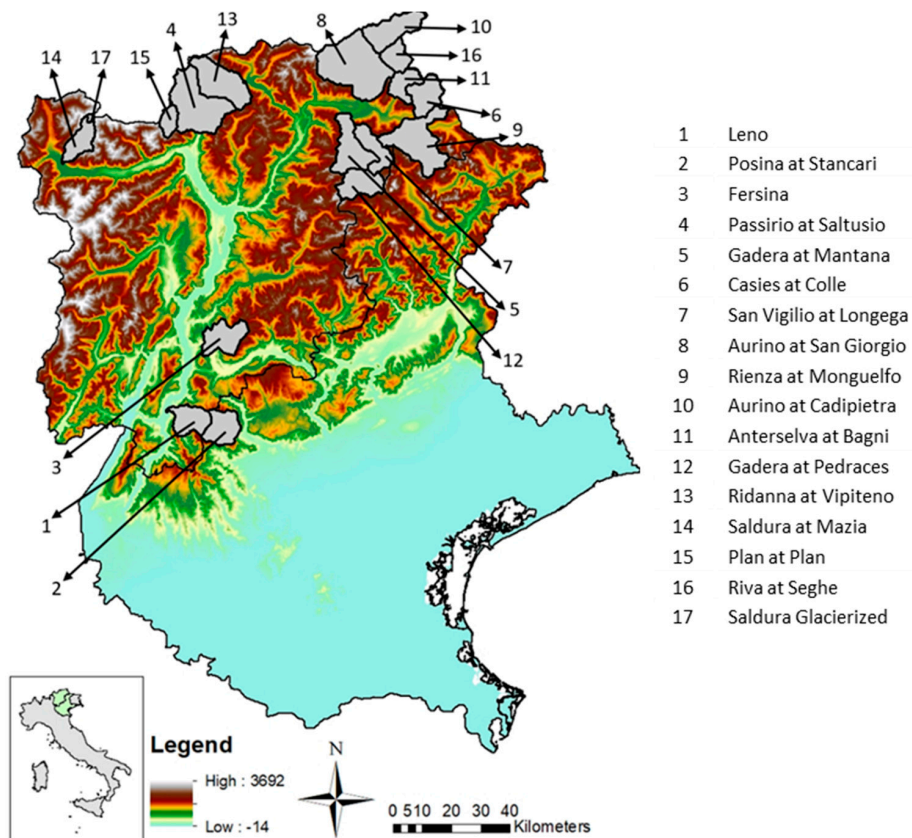 8
13
4
14
17
15
10
16
11
6
9
7
5
12
3
1
2
1 Leno
2 Posina at Stancari
3 Fersina
4 Passirio at Saltusio
5 Gadera at Mantana
6 Casies at Colle
7 San Vigilio at Longega
8 Aurino at San Giorgio
9 Rienza at Monguelfo
10 Aurino at Cadipietra
11 Anterselva at Bagni
12 Gadera at Pedraces
13 Ridanna at Vipiteno
14 Saldura at Mazia
15 Plan at Plan
16 Riva at Seghe
17 Saldura Glacierized
Legend
High : 3692
Low : -14
N
0 5 10 20 30 40
Kilometers